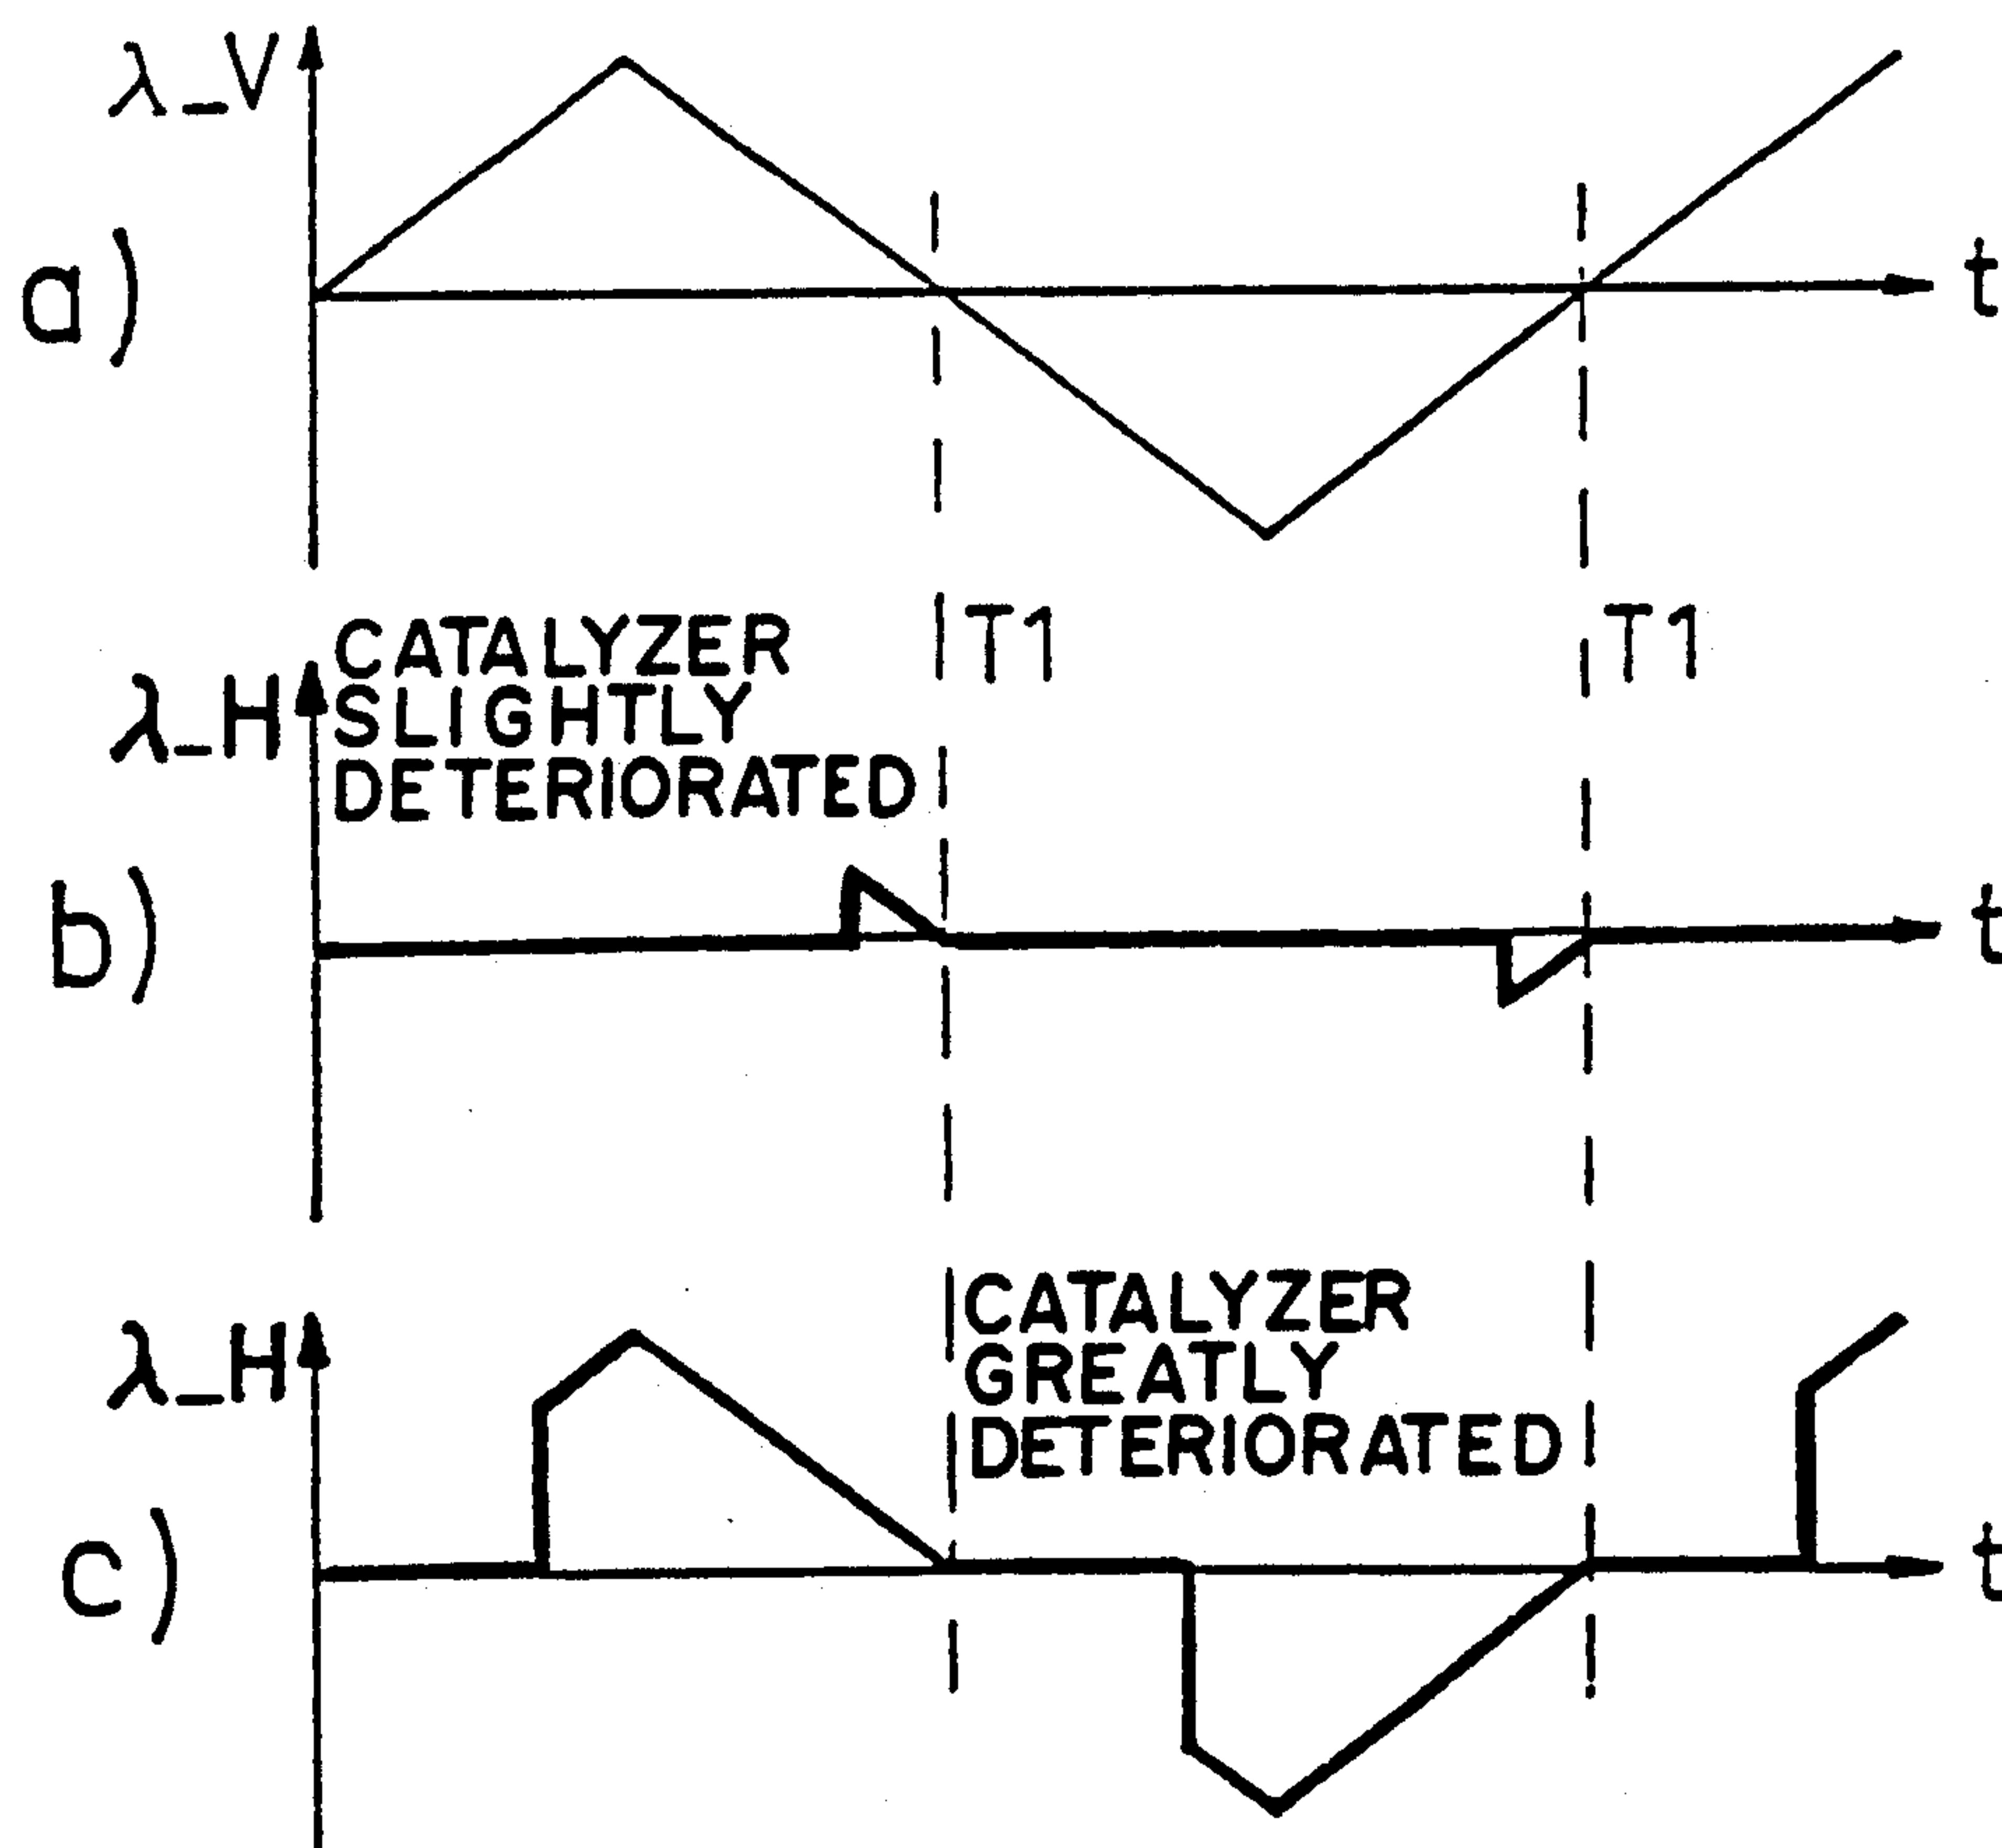 λ_V
a)
t
CATALYZER
SLIGHTLY
DETERIORATED
T1
T1
λ_H
b)
t
CATALYZER
GREATLY
DETERIORATED
λ_H
c)
t